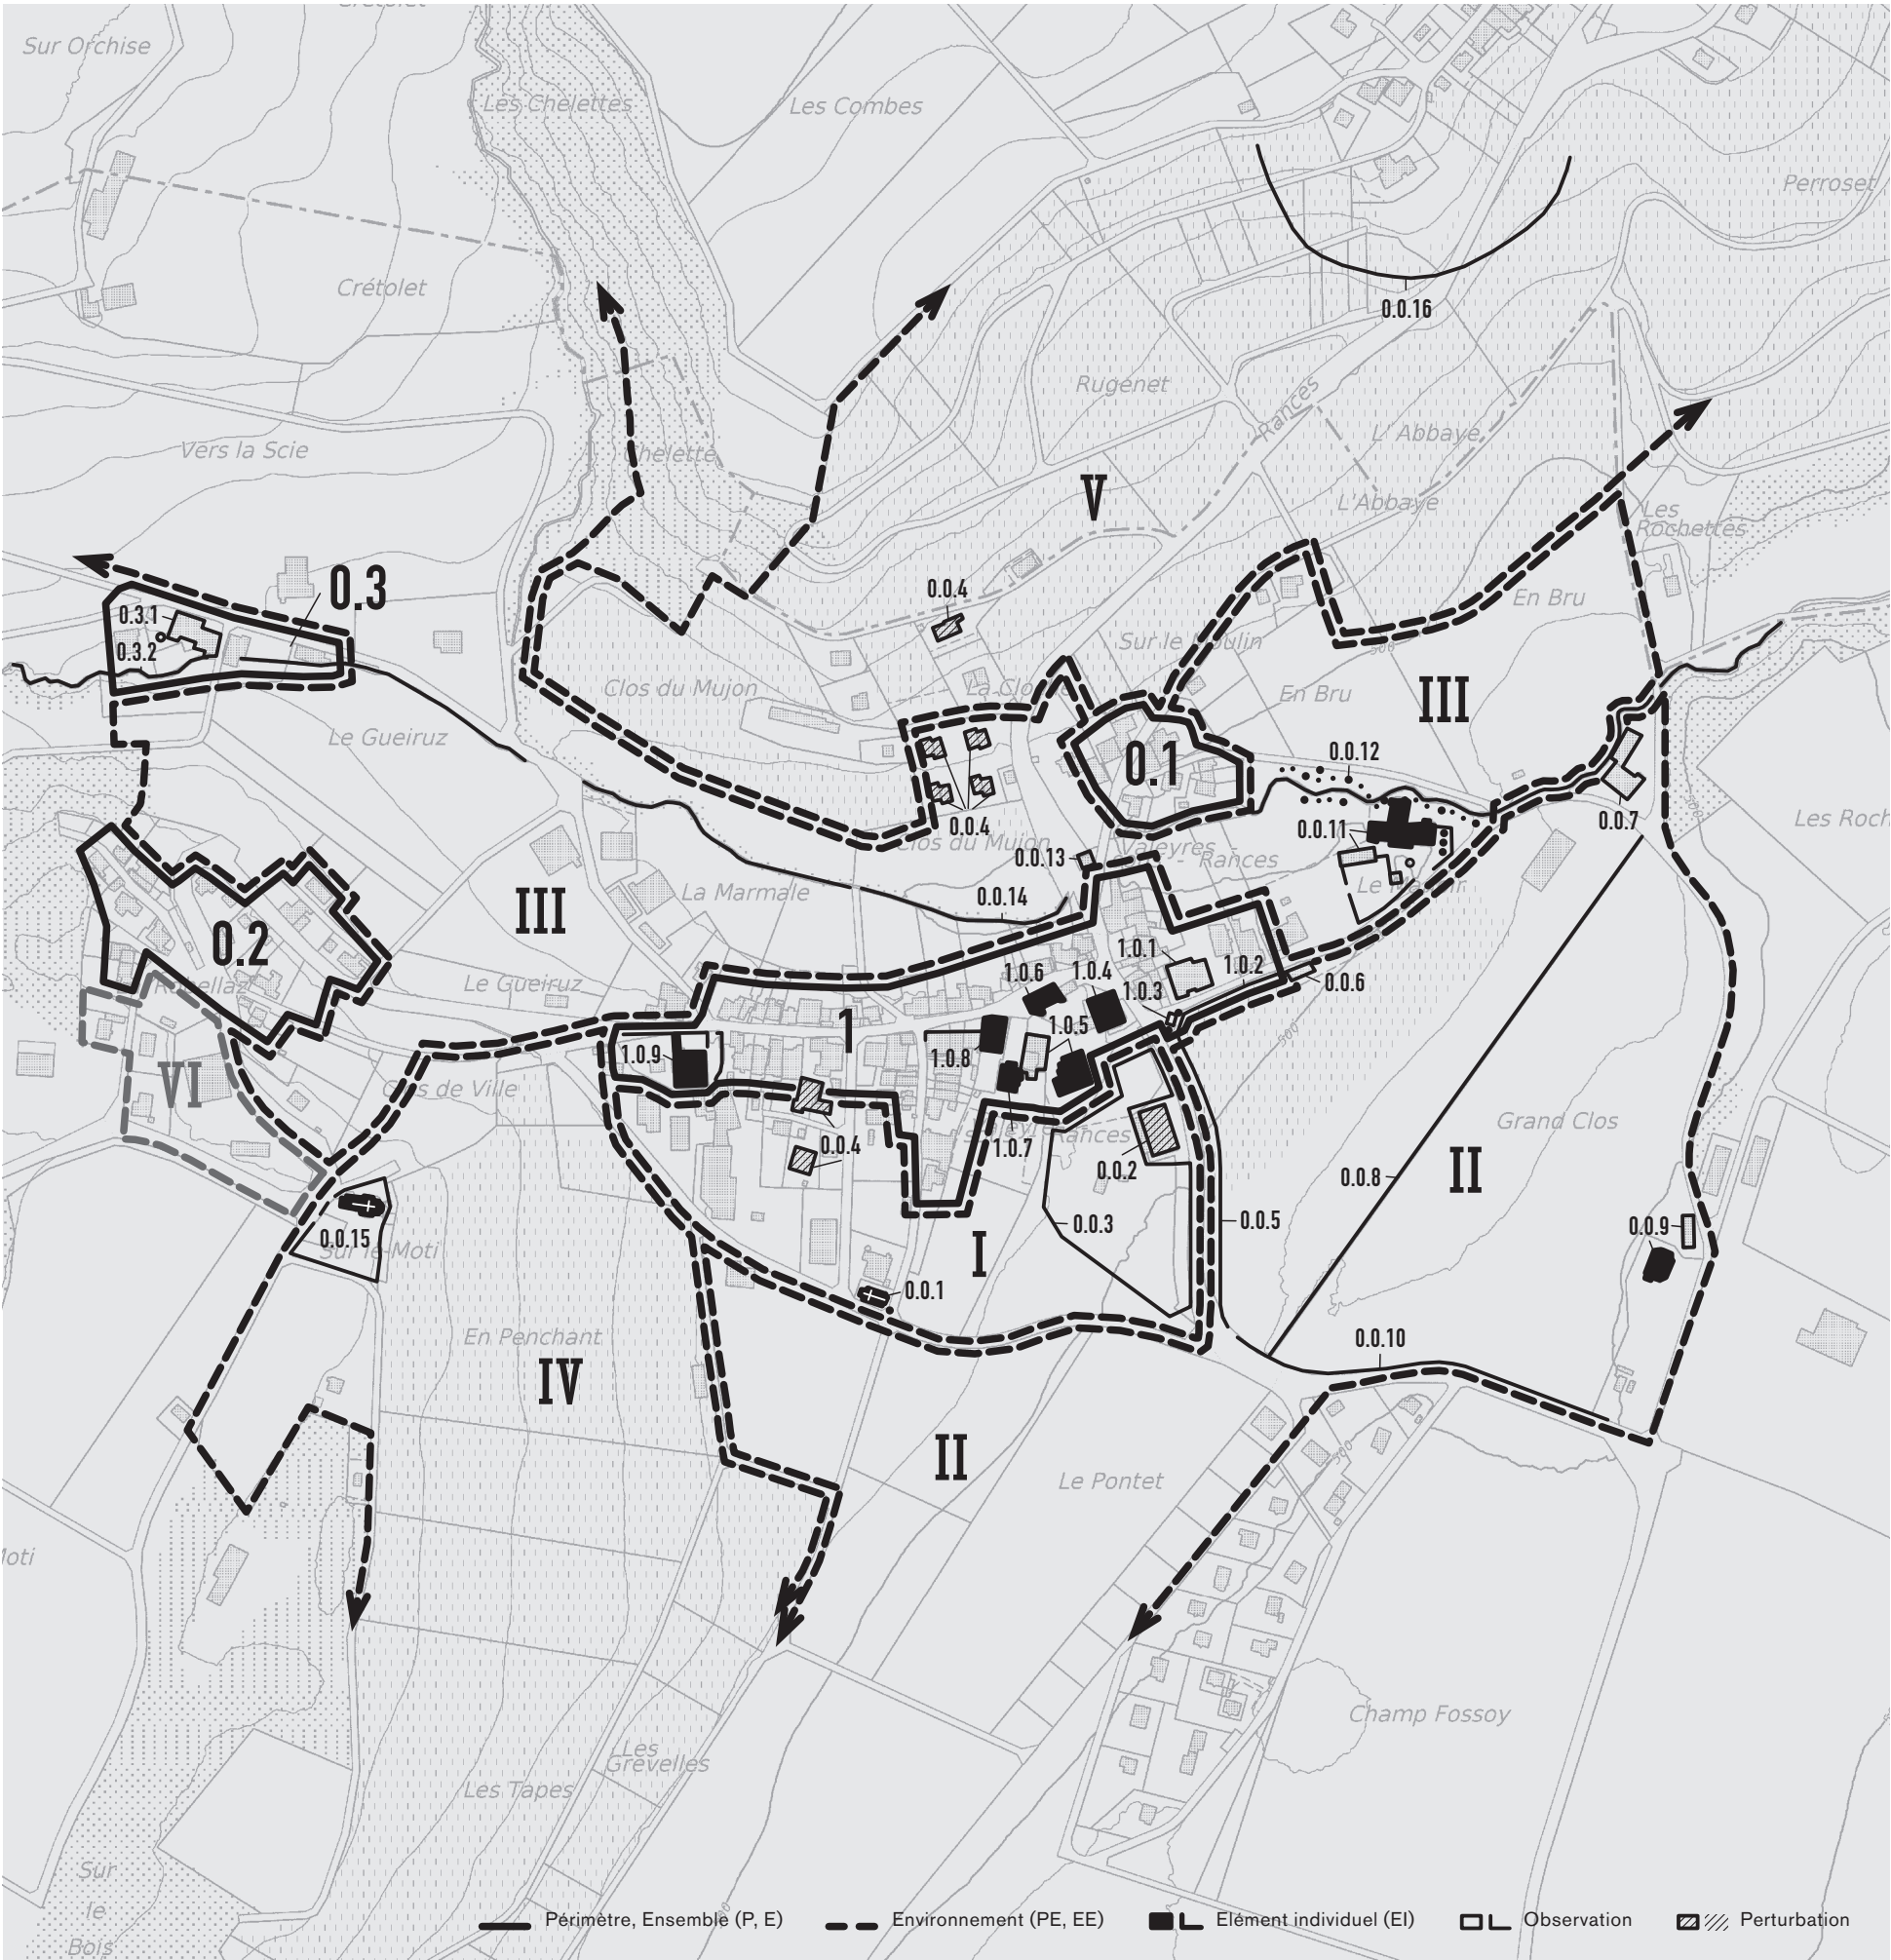 Crétolet
Sur Orchise
Les Chelettes
Les Combes
Perroset
Crétolet
0.0.16
Rugenet
Rances
L'Abbaye
Vers la Scie
Chelette
V
L'Abbaye
Les
Rochettes
0.3
0.0.4
En Bru
0.3.1
0.3.2
Sur le Moulin
Clos du Mujon
En Bru
III
Le Gueiruz
0.1
0.0.12
0.0.4
0.0.11
0.0.7
Les Roch
Clos du Mujon
Valeyres
- Rances
0.0.13
La Marmale
0.0.14
III
0.2
1.0.1
1.0.2
1.0.6
1.0.4
1.0.3
0.0.6
Le Gueiruz
500
1
1.0.5
1.0.9
1.0.8
VI
Clos de Ville
Grand Clos
0.0.4
1.0.7
0.0.2
0.0.8
II
0.0.3
0.0.5
0.0.9
0.0.15
Sur le Moti
I
0.0.1
En Penchant
0.0.10
IV
II
Le Pontet
500
Moti
Champ Fossoy
Les
Grevelles
Les Tapes
Sur
le
Bois
Périmètre, Ensemble (P, E)
Environnement (PE, EE)
Elément individuel (EI)
Observation
Perturbation